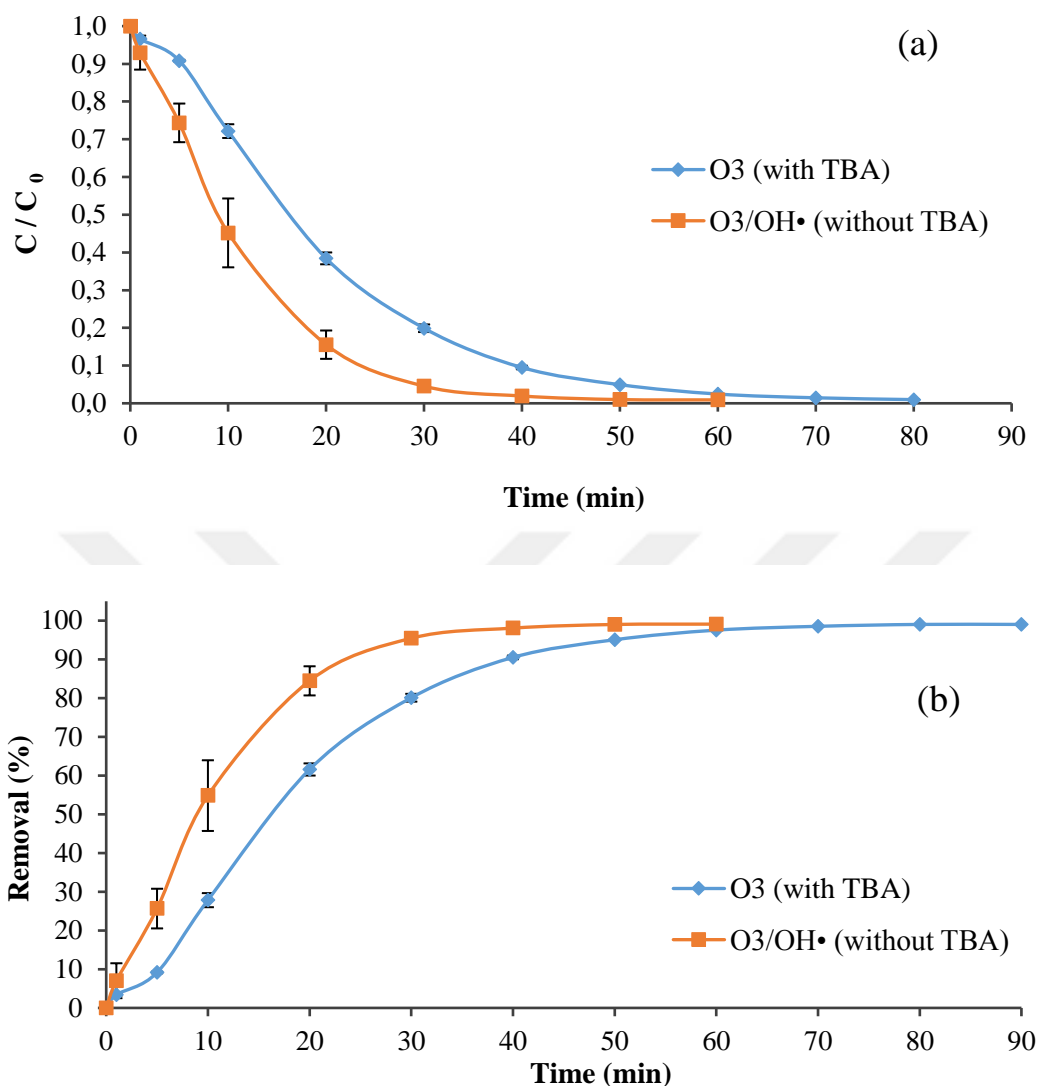 (a)
C / C 0
1,0
0,9
0,8
0,7
0,6
0,5
0,4
0,3
0,2
0,1
0,0
O3 (with TBA)
O3/OH• (without TBA)
0 10 20 30 40 50 60 70 80 90
Time (min)
(b)
Removal (%)
100
90
80
70
60
50
40
30
20
10
0
O3 (with TBA)
O3/OH• (without TBA)
0 10 20 30 40 50 60 70 80 90
Time (min)